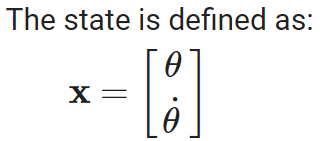 The state is defined as:
𝐱 = [ θ
θ̇ ]